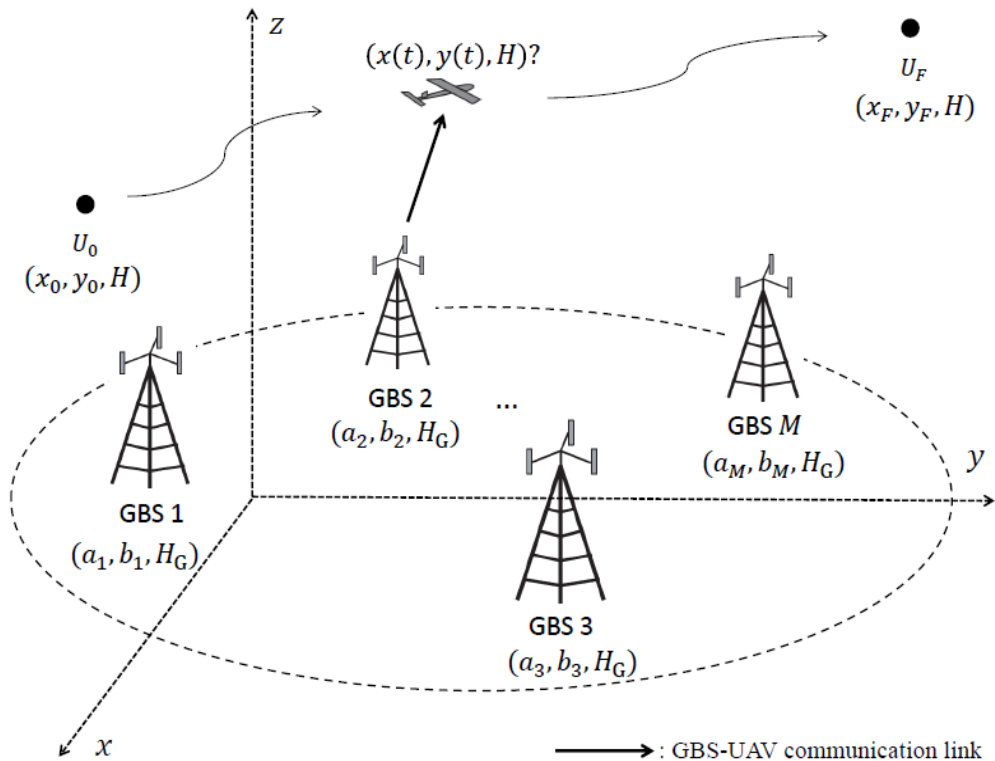 z
(x(t), y(t), H)?
U_F
(x_F, y_F, H)
U_0
(x_0, y_0, H)
GBS 2
(a_2, b_2, H_G)
...
GBS M
(a_M, b_M, H_G)
y
GBS 1
(a_1, b_1, H_G)
GBS 3
(a_3, b_3, H_G)
x
: GBS-UAV communication link